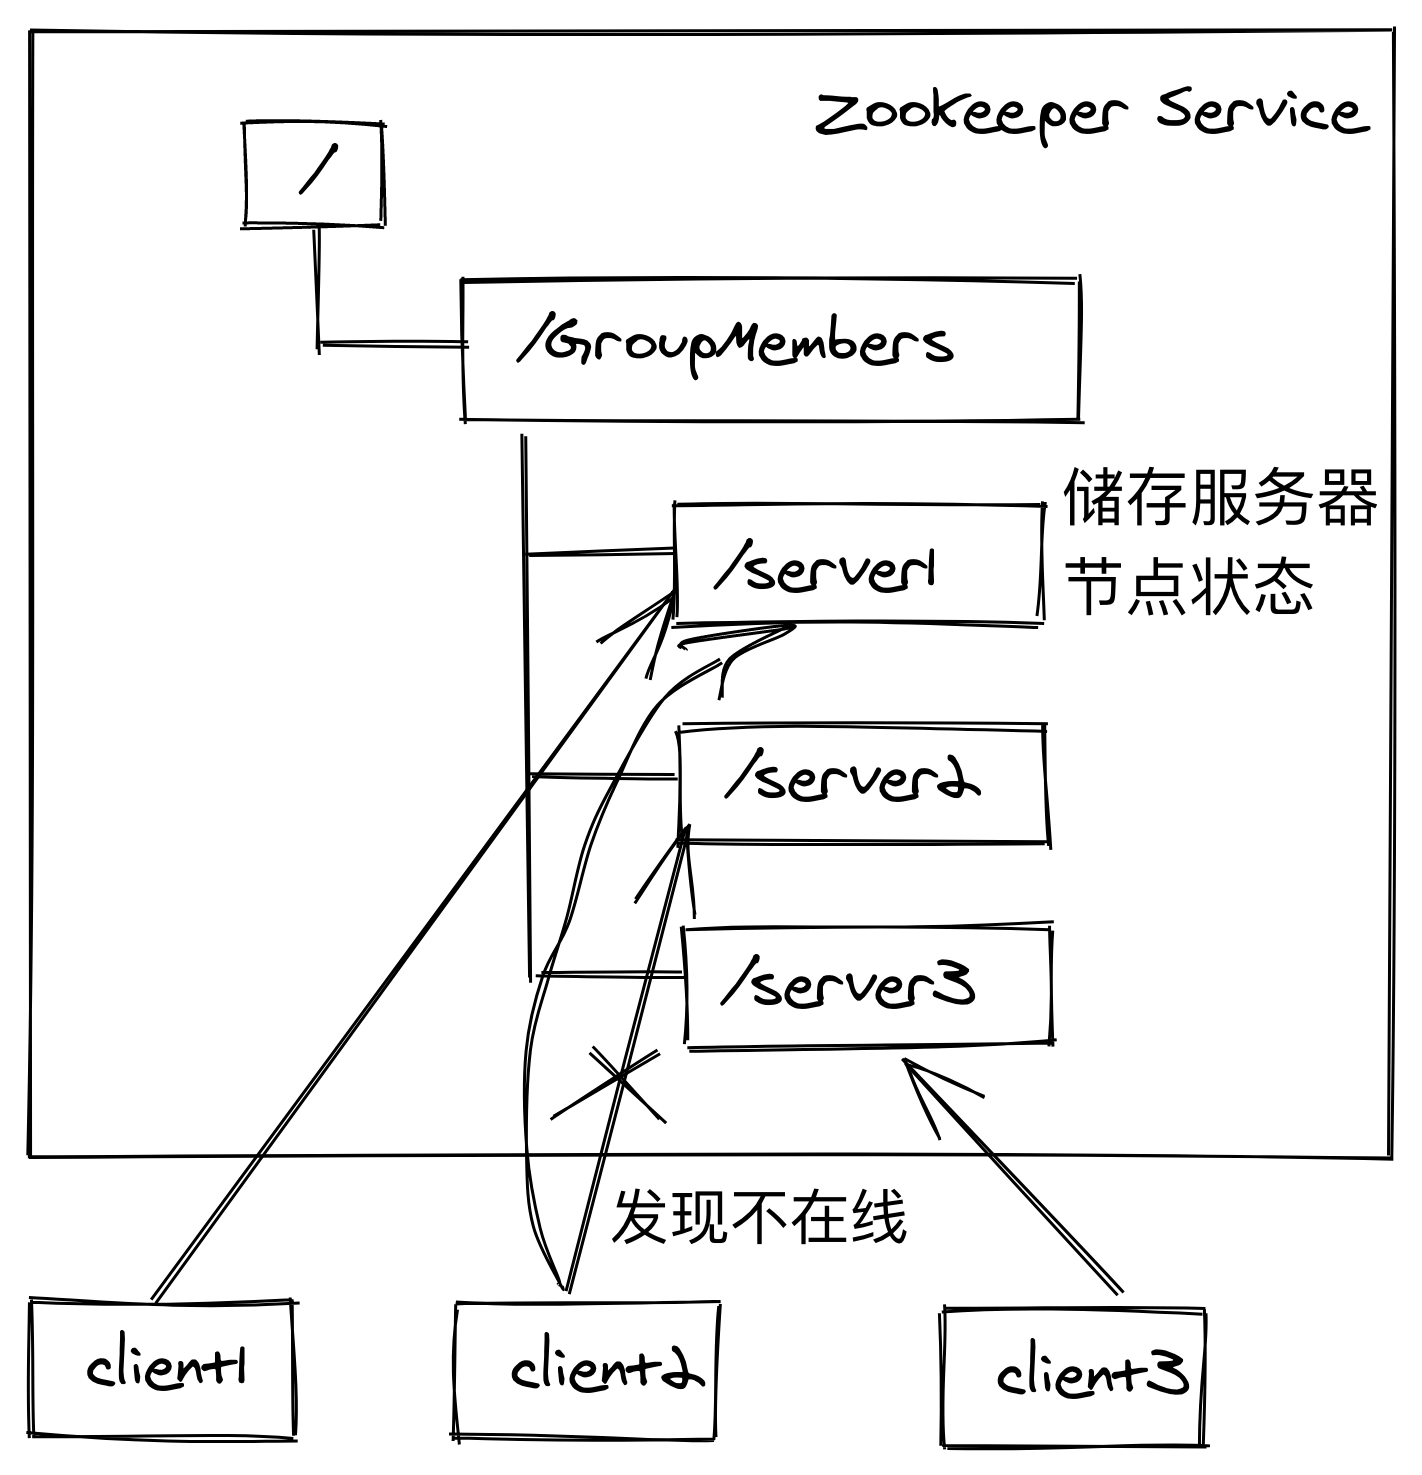 ZooKeeper Service
/
/GroupMembers
储存服务器
节点状态
/server1
/server2
/server3
发现不在线
client1
client2
client3